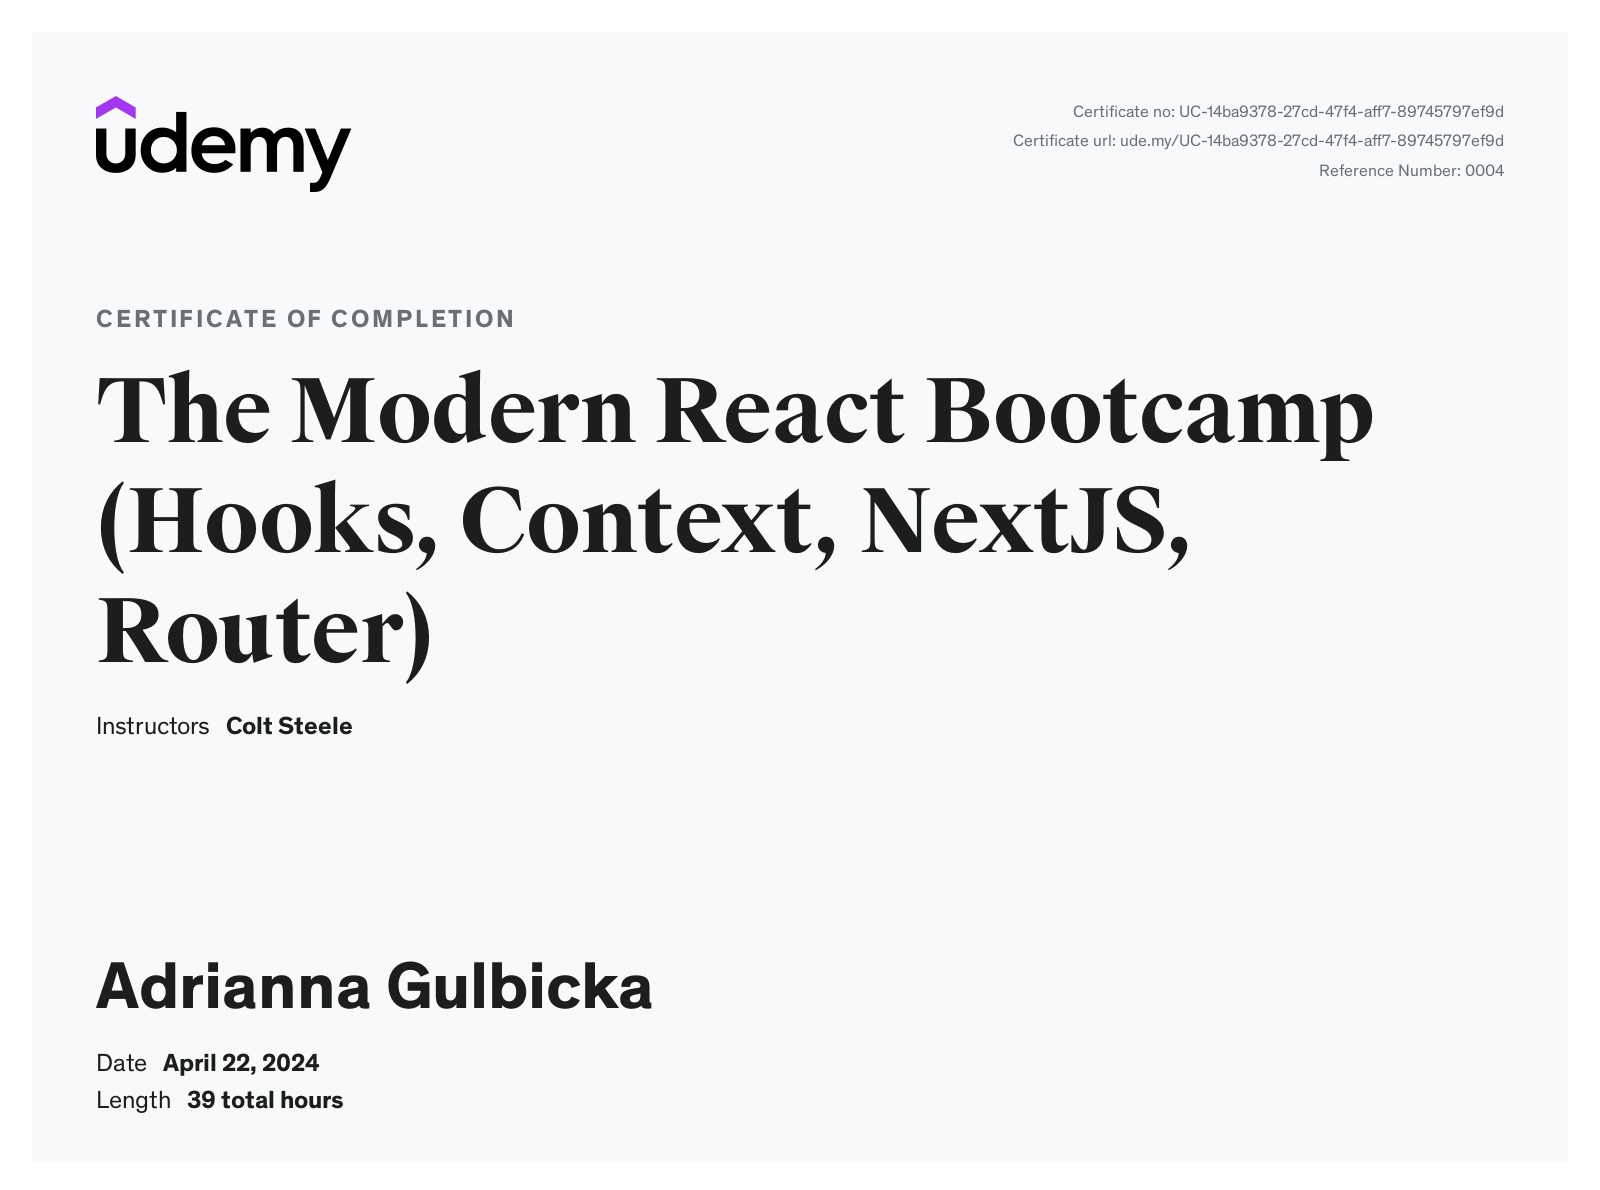 udemy
Certificate no: UC-14ba9378-27cd-47f4-aff7-89745797ef9d
Certificate url: ude.my/UC-14ba9378-27cd-47f4-aff7-89745797ef9d
Reference Number: 0004
CERTIFICATE OF COMPLETION
The Modern React Bootcamp
(Hooks, Context, NextJS,
Router)
Instructors Colt Steele
Adrianna Gulbicka
Date April 22, 2024
Length 39 total hours